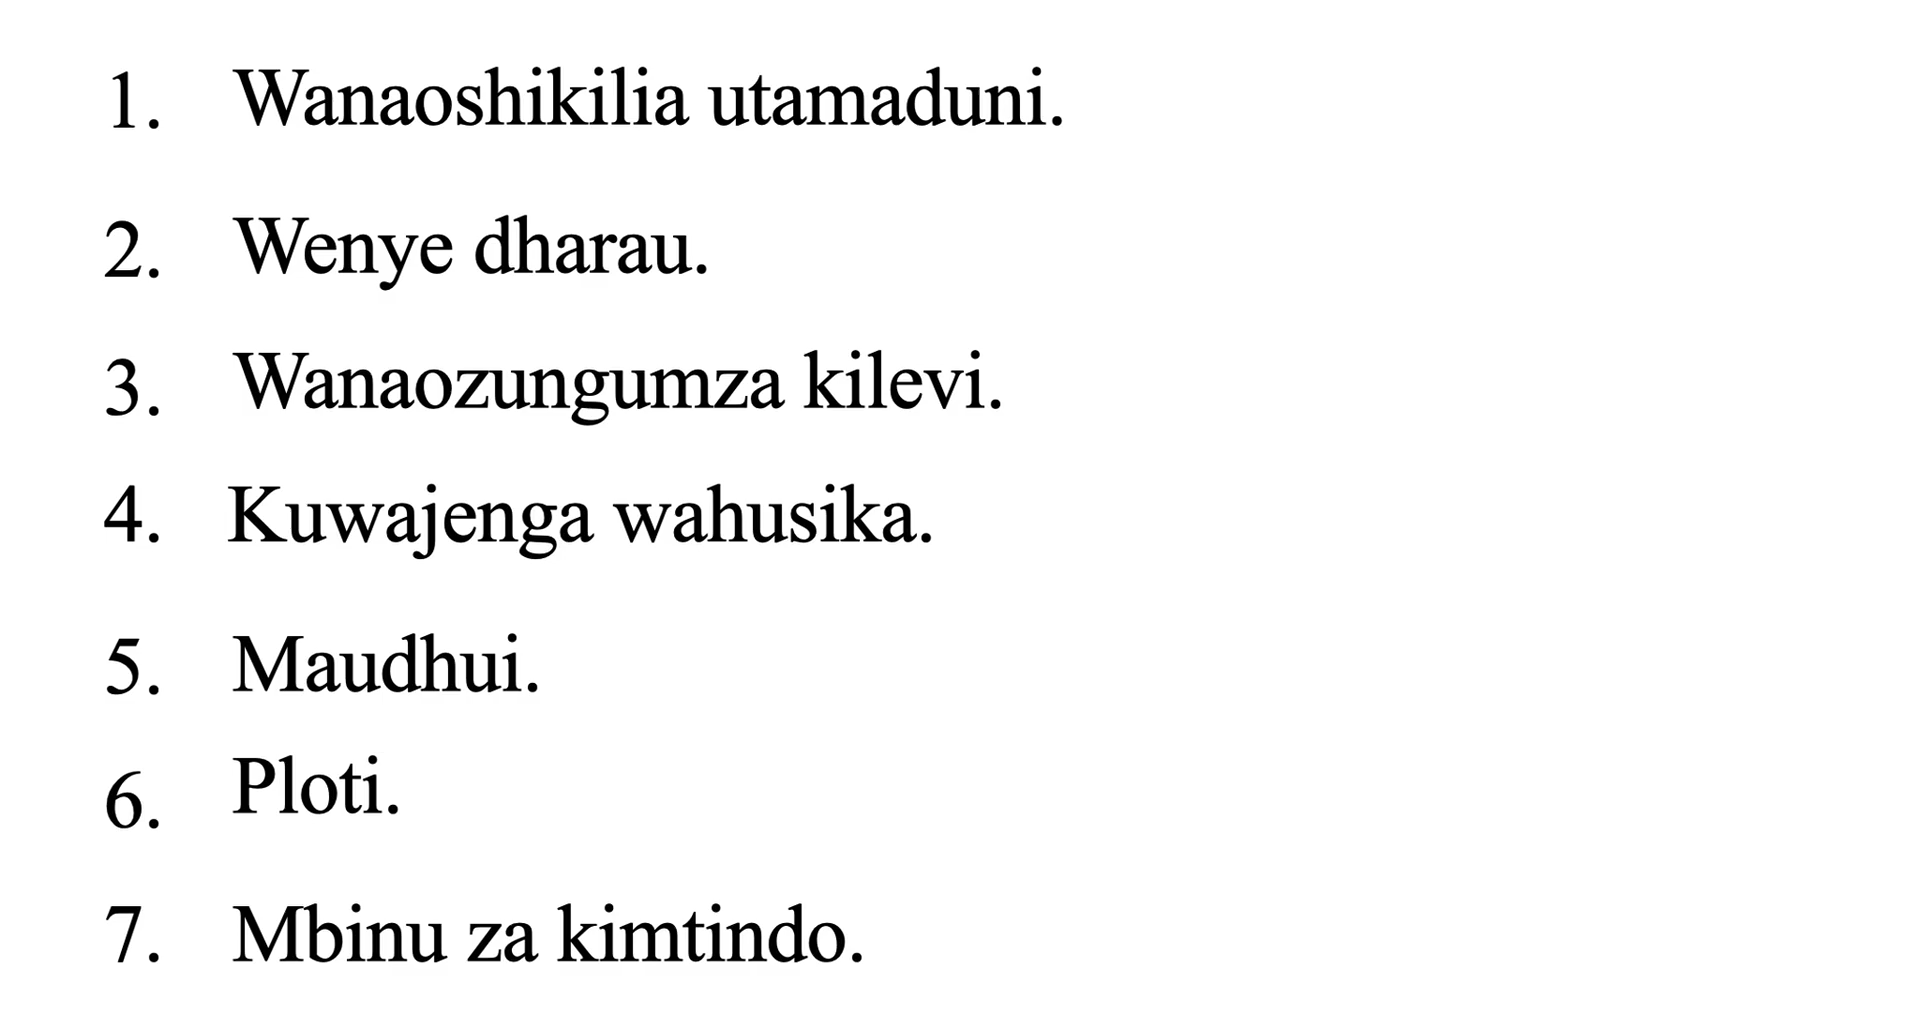 1. Wanaoshikilia utamaduni.
2. Wenye dharau.
3. Wanaozungumza kilevi.
4. Kuwajenga wahusika.
5. Maudhui.
6. Ploti.
7. Mbinu za kimtindo.